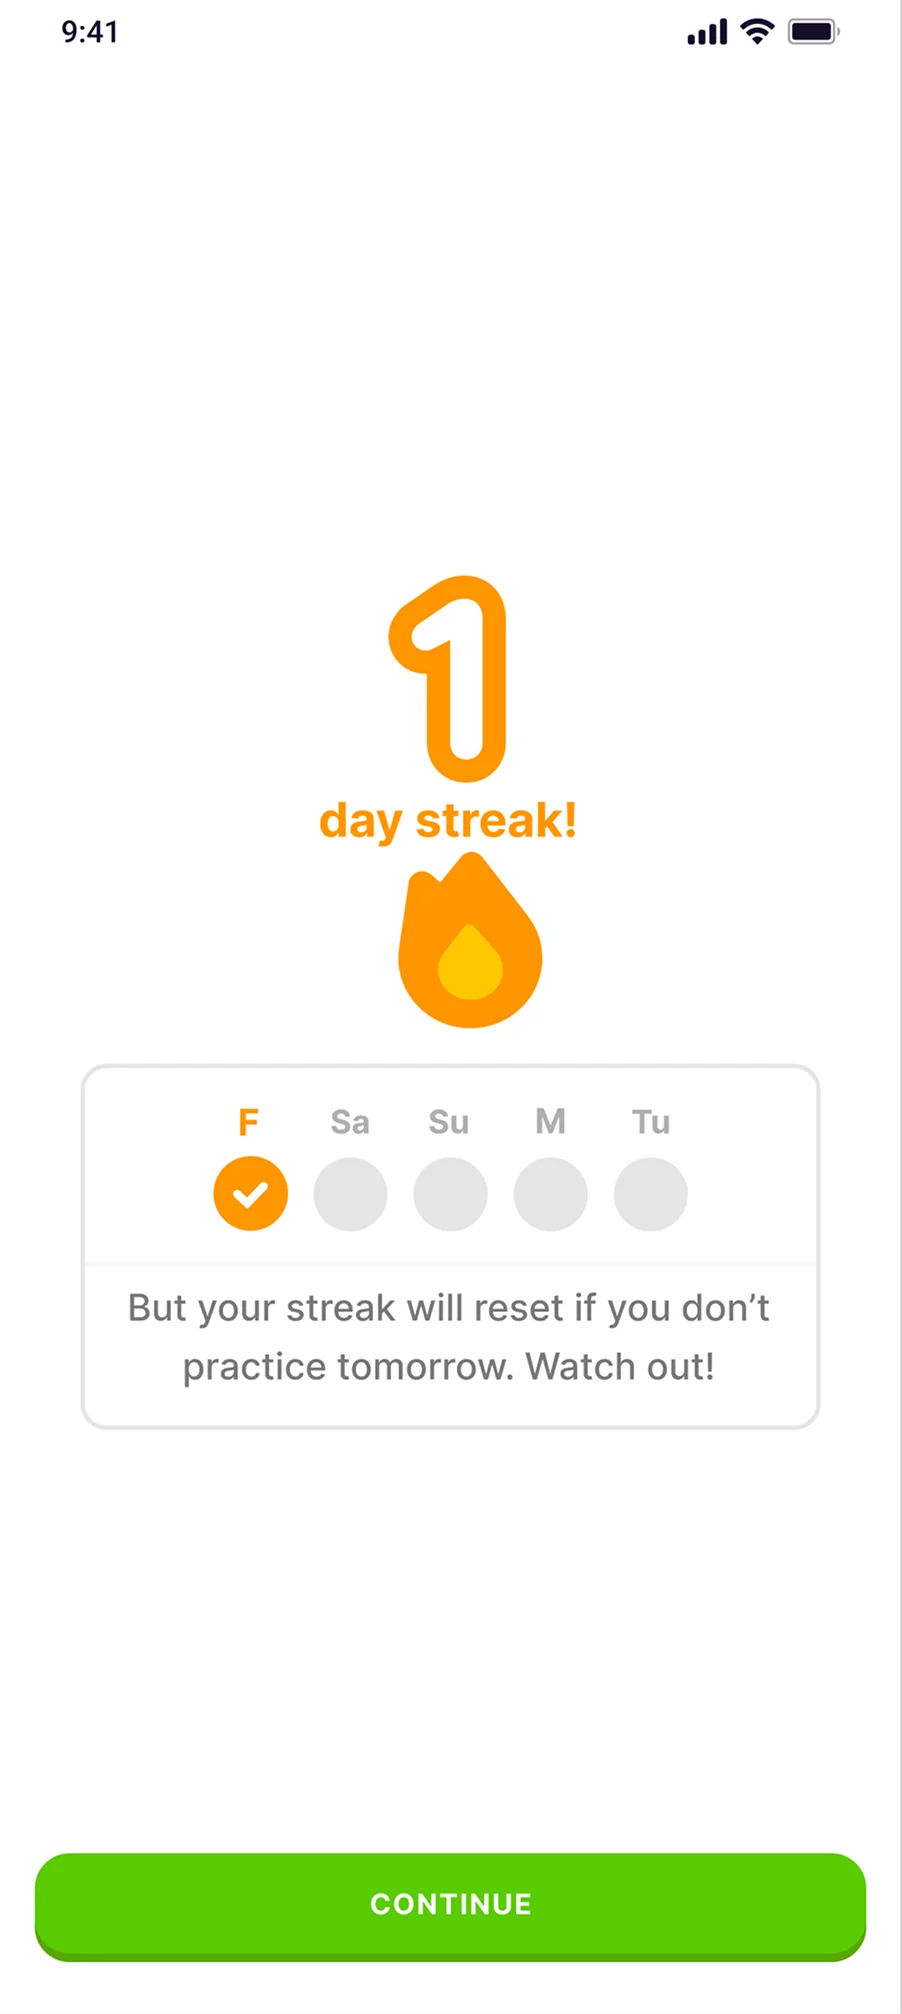 9:41
1
day streak!
F Sa Su M Tu
But your streak will reset if you don’t
practice tomorrow. Watch out!
CONTINUE